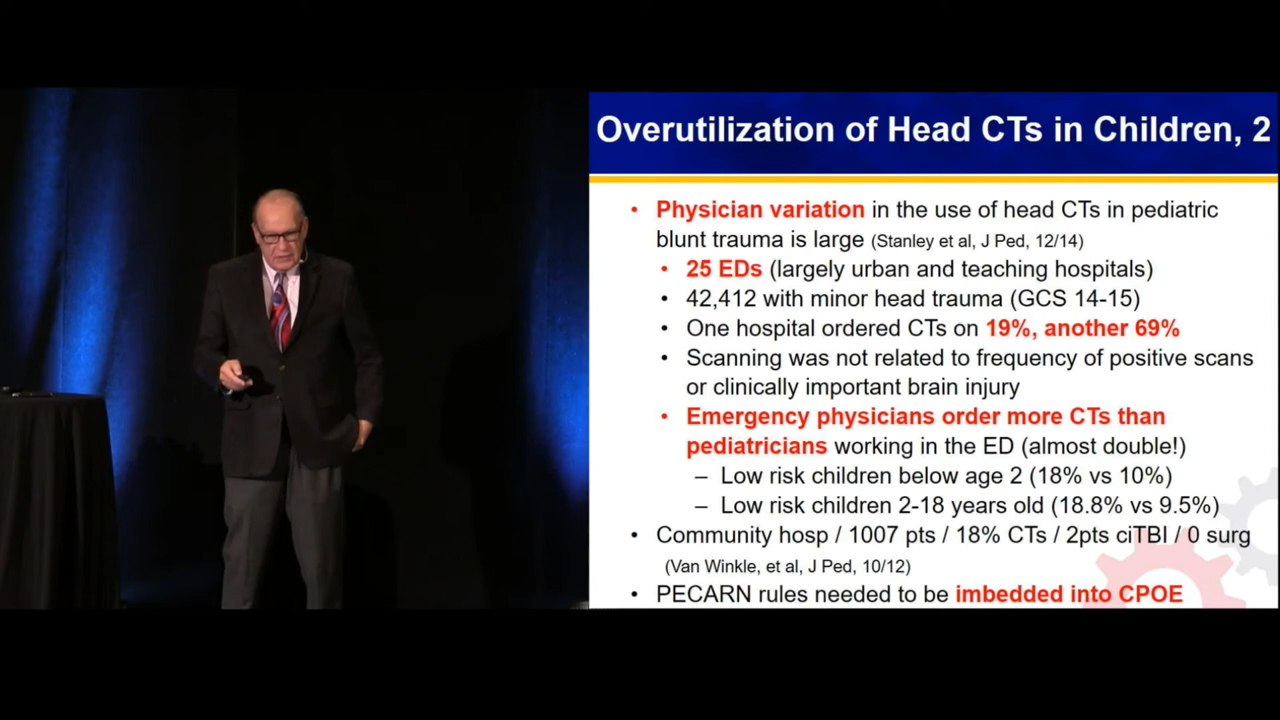 Overutilization of Head CTs in Children, 2
• Physician variation in the use of head CTs in pediatric
blunt trauma is large (Stanley et al, J Ped, 12/14)
• 25 EDs (largely urban and teaching hospitals)
• 42,412 with minor head trauma (GCS 14-15)
• One hospital ordered CTs on 19%, another 69%
• Scanning was not related to frequency of positive scans
or clinically important brain injury
• Emergency physicians order more CTs than
pediatricians working in the ED (almost double!)
– Low risk children below age 2 (18% vs 10%)
– Low risk children 2-18 years old (18.8% vs 9.5%)
• Community hosp / 1007 pts / 18% CTs / 2pts ciTBI / 0 surg
(Van Winkle, et al, J Ped, 10/12)
• PECARN rules needed to be imbedded into CPOE